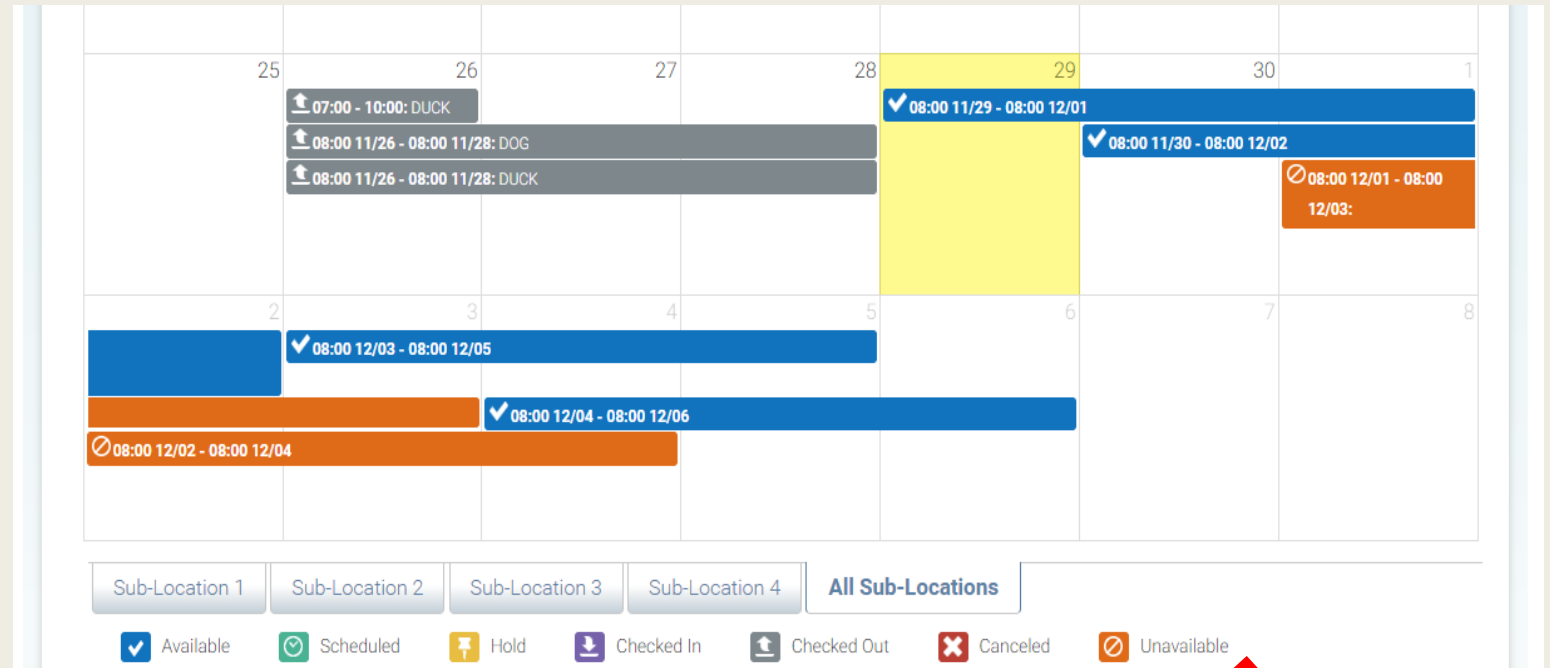 25 26 27 28 29 30 1
07:00 - 10:00: DUCK
08:00 11/29 - 08:00 12/01
08:00 11/26 - 08:00 11/28: DOG
08:00 11/30 - 08:00 12/02
08:00 11/26 - 08:00 11/28: DUCK
08:00 12/01 - 08:00
12/03:
2 3 4 5 6 7 8
08:00 12/03 - 08:00 12/05
08:00 12/04 - 08:00 12/06
08:00 12/02 - 08:00 12/04
Sub-Location 1 Sub-Location 2 Sub-Location 3 Sub-Location 4 All Sub-Locations
Available Scheduled Hold Checked In Checked Out Canceled Unavailable